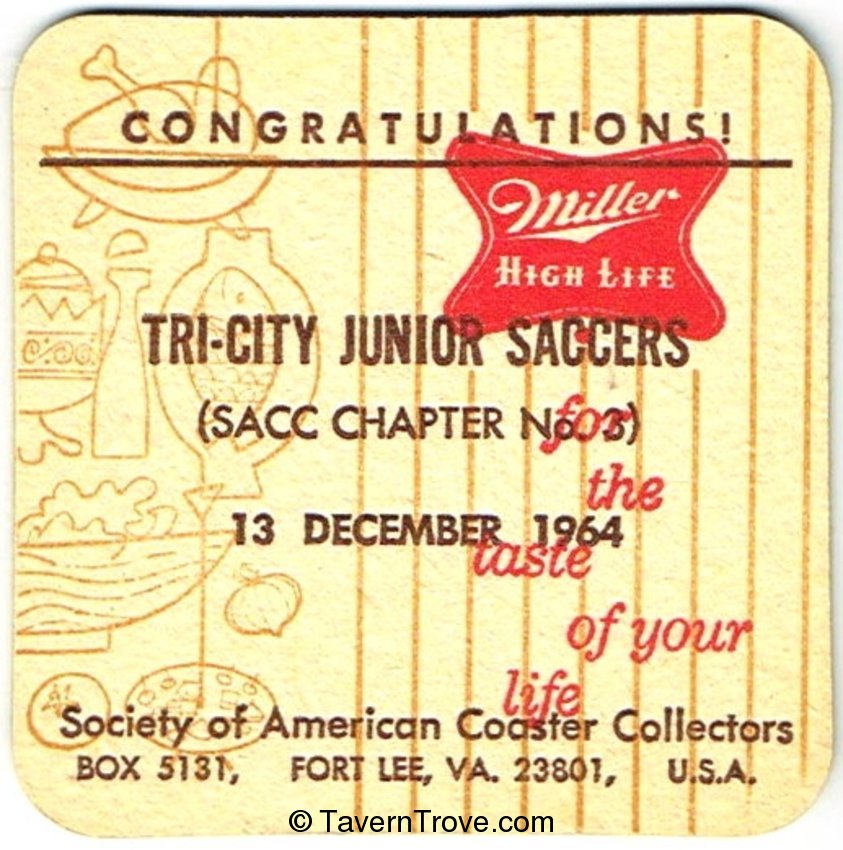 CONGRATULATIONS!
Miller
HIGH LIFE
TRI-CITY JUNIOR SACCERS
(SACC CHAPTER No. 3)
for
the
13 DECEMBER 1964
taste
of your
life
Society of American Coaster Collectors
BOX 5131, FORT LEE, VA. 23801, U.S.A.
© TavernTrove.com